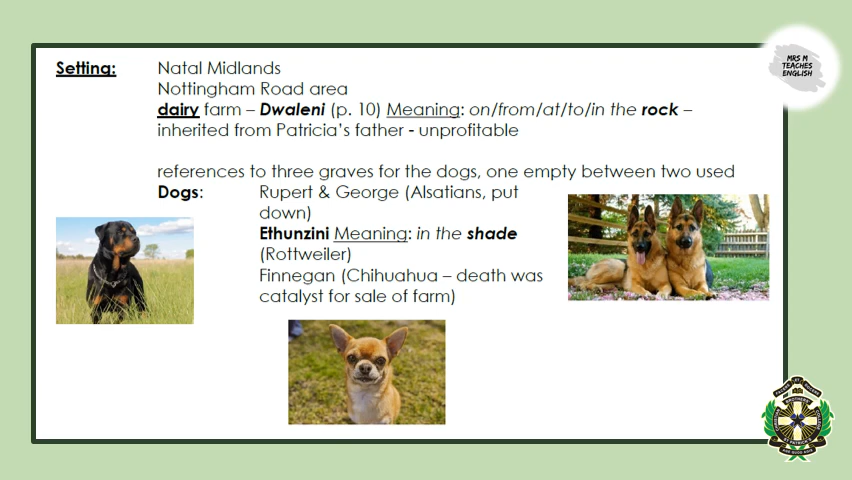 MRS M
TEACHES
ENGLISH
Setting: Natal Midlands
Nottingham Road area
dairy farm – Dwaleni (p. 10) Meaning: on/from/at/to/in the rock –
inherited from Patricia's father - unprofitable
references to three graves for the dogs, one empty between two used
Dogs: Rupert & George (Alsatians, put
down)
Ethunzini Meaning: in the shade
(Rottweiler)
Finnegan (Chihuahua – death was
catalyst for sale of farm)